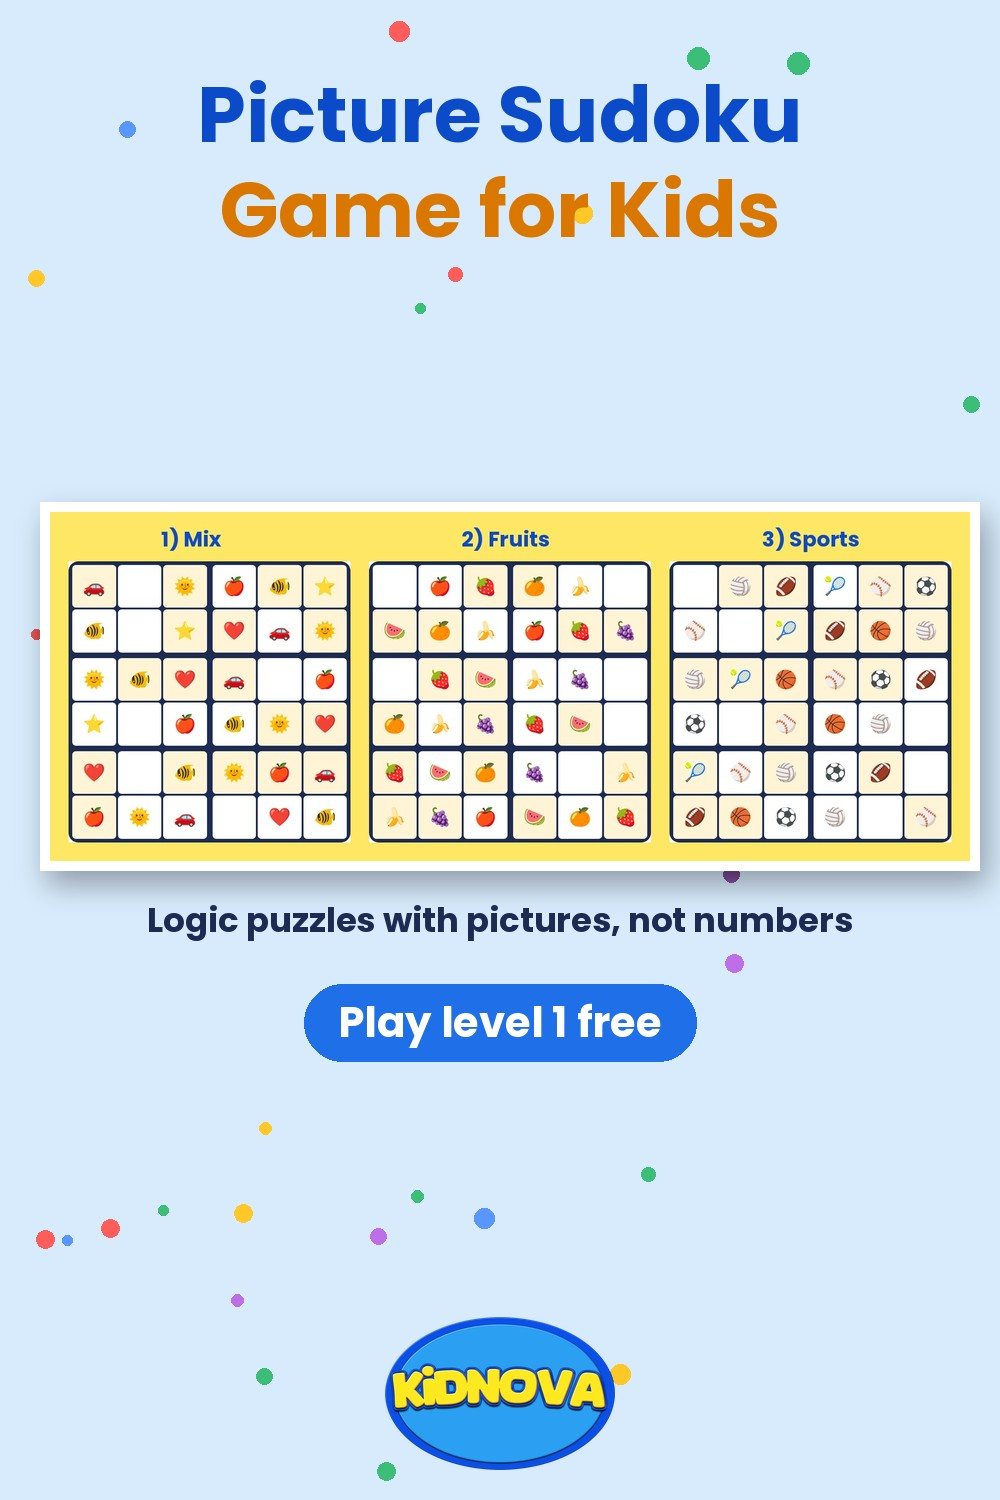 Picture Sudoku
Game for Kids
1) Mix
2) Fruits
3) Sports
Logic puzzles with pictures, not numbers
Play level 1 free
KiDNOVA